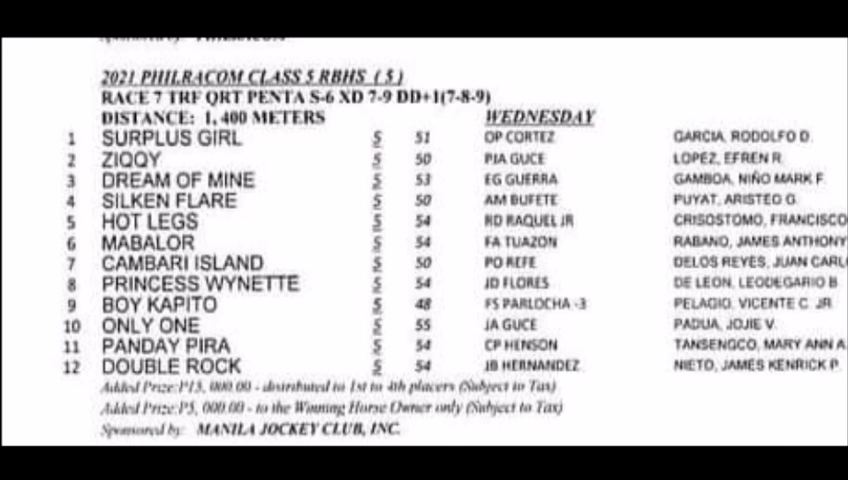 2021 PHILRACOM CLASS 5 RBHS ( 5 )
RACE 7 TRF QRT PENTA S-6 XD 7-9 DD+1(7-8-9)
DISTANCE: 1, 400 METERS WEDNESDAY
1 SURPLUS GIRL 5 51 OP CORTEZ GARCIA, RODOLFO D.
2 ZIQQY 5 50 PIA GUCE LOPEZ, EFREN R.
3 DREAM OF MINE 5 53 EG GUERRA GAMBOA, NIÑO MARK F.
4 SILKEN FLARE 5 50 AM BUFETE PUYAT, ARISTEO G.
5 HOT LEGS 5 54 RD RAQUEL JR CRISOSTOMO, FRANCISCO
6 MABALOR 5 54 FA TUAZON RABANO, JAMES ANTHONY
7 CAMBARI ISLAND 5 50 PO REFE DELOS REYES, JUAN CARL
8 PRINCESS WYNETTE 5 54 JD FLORES DE LEON, LEODEGARIO B.
9 BOY KAPITO 5 48 FS PARLOCHA -3 PELAGIO, VICENTE C. JR.
10 ONLY ONE 5 55 JA GUCE PADUA, JOJIE V.
11 PANDAY PIRA 5 54 CP HENSON TANSENGCO, MARY ANN A.
12 DOUBLE ROCK 5 54 JB HERNANDEZ NIETO, JAMES KENRICK P.
Added Prize: P15, 000.00 - distributed to 1st to 4th placers (Subject to Tax)
Added Prize: P5, 000.00 - to the Winning Horse Owner only (Subject to Tax)
Sponsored by: MANILA JOCKEY CLUB, INC.